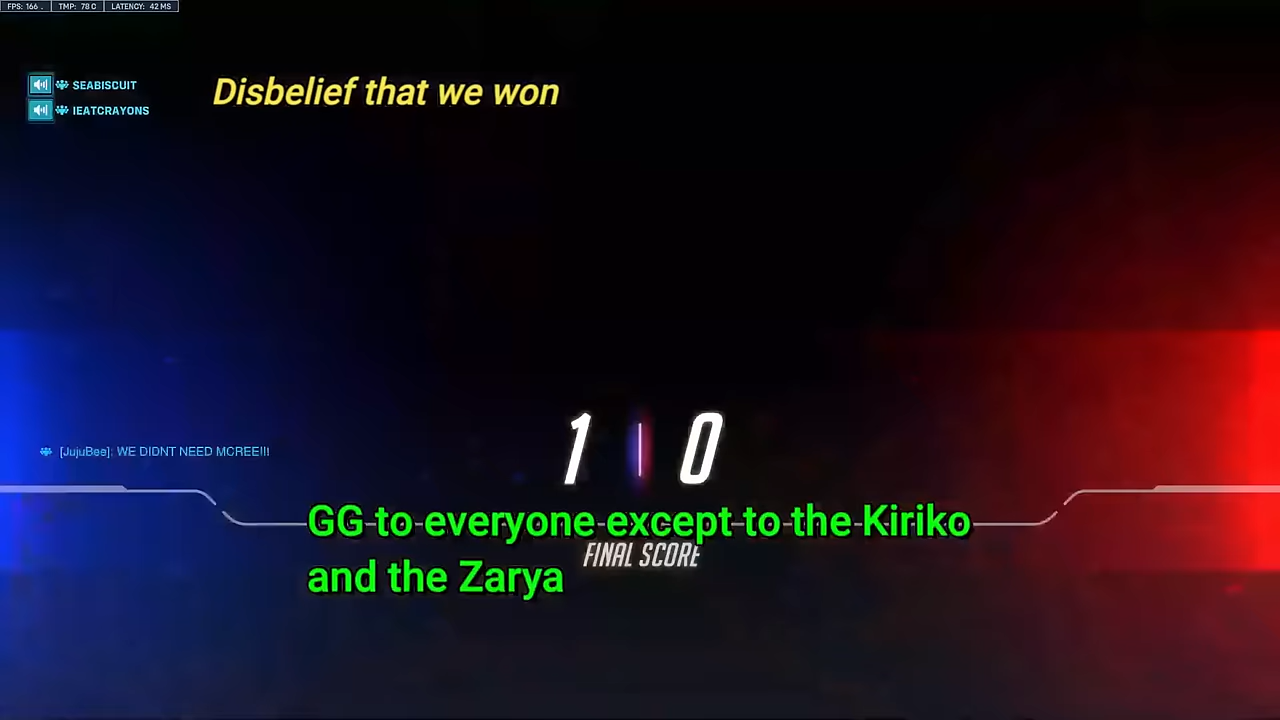 FPS: 166 . TMP: 78 C LATENCY: 42 MS
SEABISCUIT
IEATCRAYONS
Disbelief that we won
1 | 0
[JujuBee]: WE DIDNT NEED MCREE!!!
GG to everyone except to the Kiriko
FINAL SCORE
and the Zarya